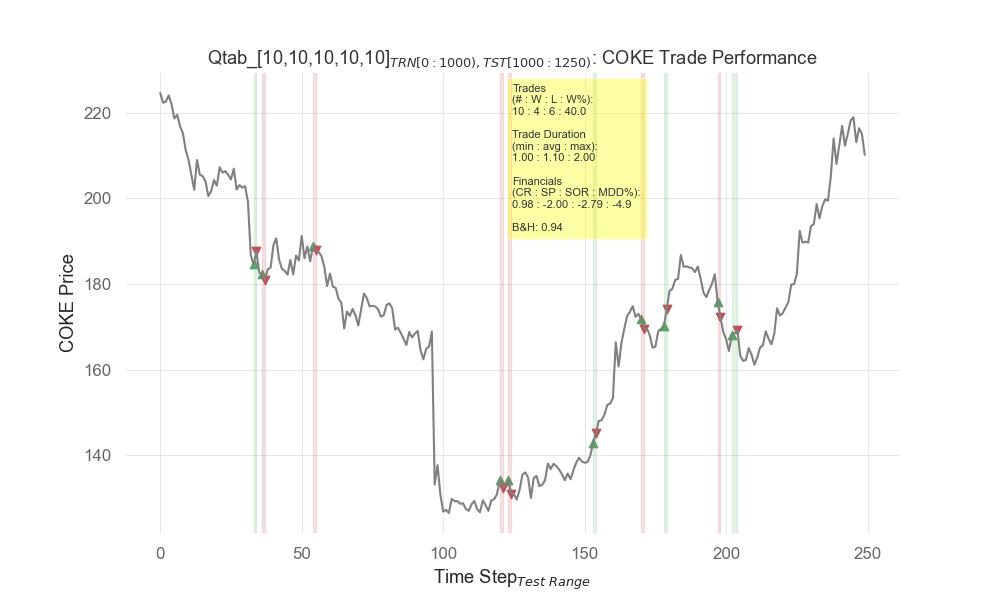 Qtab_[10,10,10,10,10]TRN[0:1000),TST[1000:1250): COKE Trade Performance
Trades
(# : W : L : W%):
10 : 4 : 6 : 40.0
Trade Duration
(min : avg : max):
1.00 : 1.10 : 2.00
Financials
(CR : SP : SOR : MDD%):
0.98 : -2.00 : -2.79 : -4.9
B&H: 0.94
COKE Price
220
200
180
160
140
0 50 100 150 200 250
Time StepTest Range